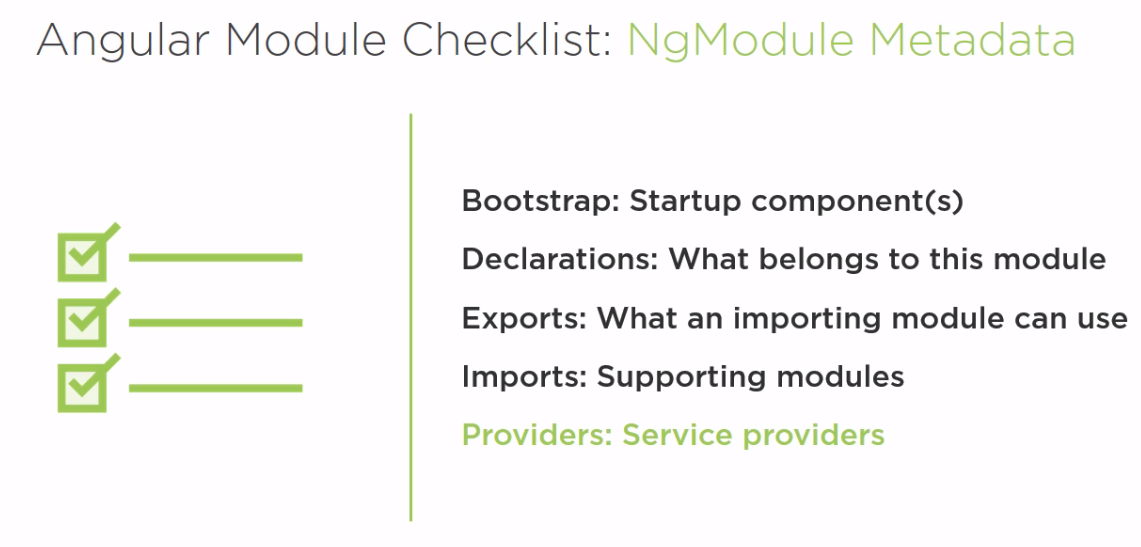 Angular Module Checklist: NgModule Metadata
Bootstrap: Startup component(s)
Declarations: What belongs to this module
Exports: What an importing module can use
Imports: Supporting modules
Providers: Service providers